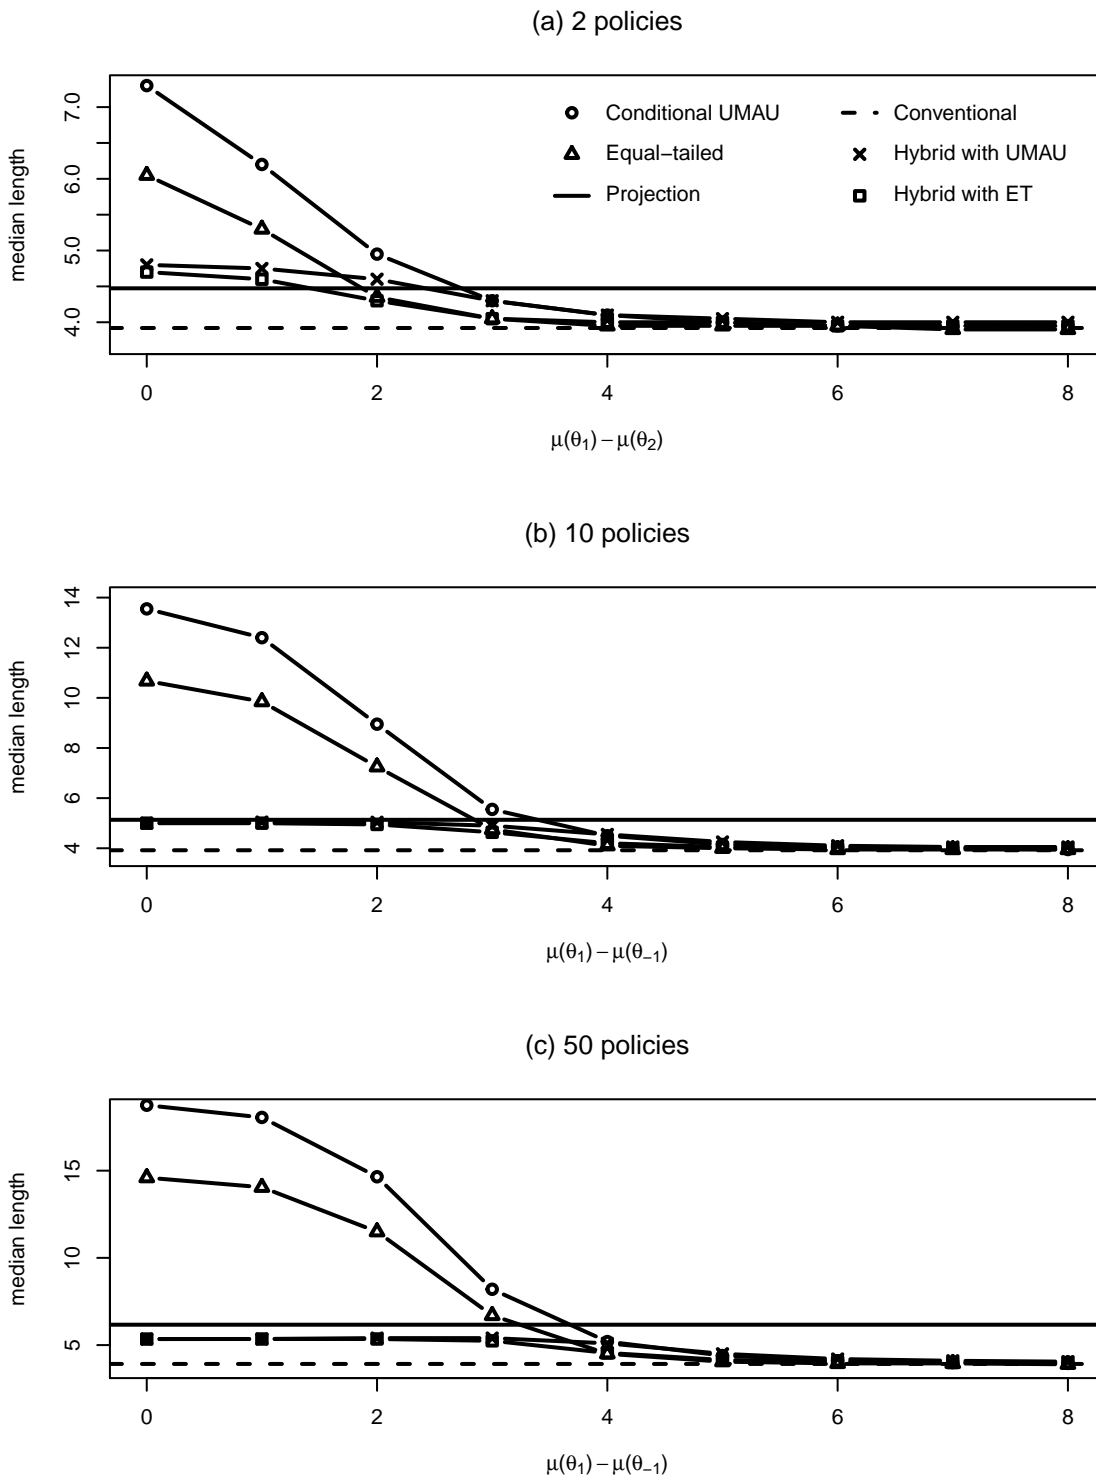 (a) 2 policies
median length
7.0
6.0
5.0
4.0
Conditional UMAU
Equal−tailed
Projection
Conventional
Hybrid with UMAU
Hybrid with ET
0 2 4 6 8
μ(θ1) − μ(θ2)
(b) 10 policies
median length
14
12
10
8
6
4
0 2 4 6 8
μ(θ1) − μ(θ−1)
(c) 50 policies
median length
15
10
5
0 2 4 6 8
μ(θ1) − μ(θ−1)